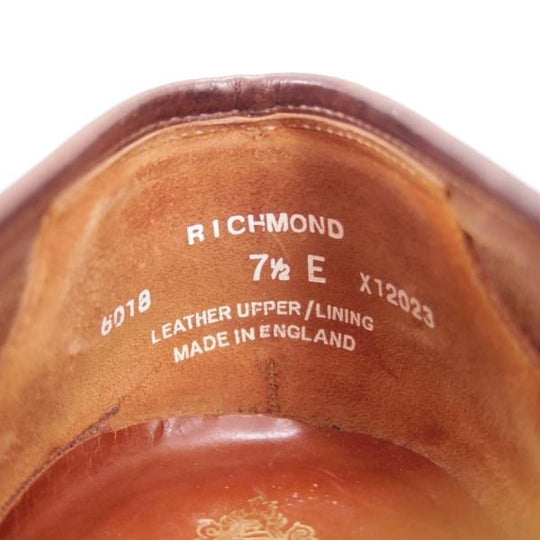 RICHMOND
6018 7½ E X12023
LEATHER UPPER/LINING
MADE IN ENGLAND